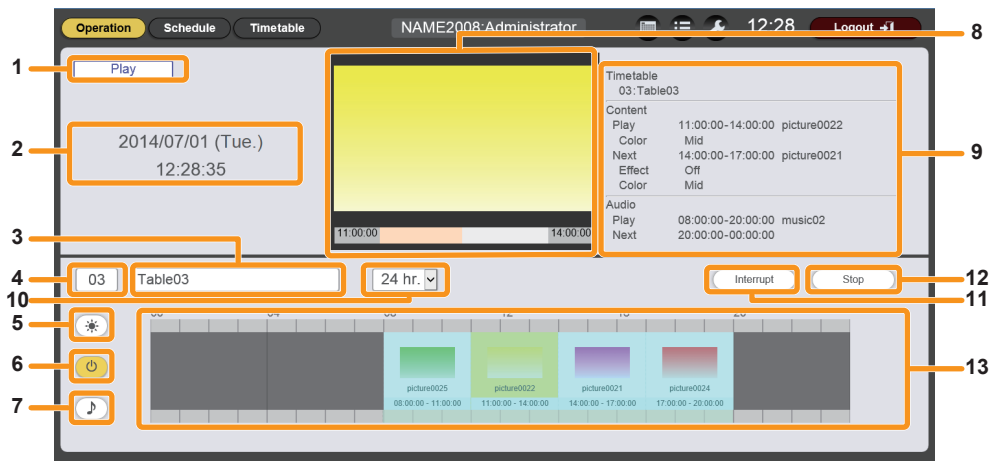 Operation Schedule Timetable NAME2008:Administrator 12:28 Logout
8
1
Play
2
2014/07/01 (Tue.)
12:28:35
11:00:00 14:00:00
Timetable
03:Table03
Content
Play 11:00:00-14:00:00 picture0022
Color Mid
Next 14:00:00-17:00:00 picture0021
Effect Off
Color Mid
Audio
Play 08:00:00-20:00:00 music02
Next 20:00:00-00:00:00
9
3
4
03 Table03 24 hr. Interrupt Stop
12
10
11
5
6
7
04 08 12 16 20
picture0025 picture0022 picture0021 picture0024
08:00:00 - 11:00:00 11:00:00 - 14:00:00 14:00:00 - 17:00:00 17:00:00 - 20:00:00
13